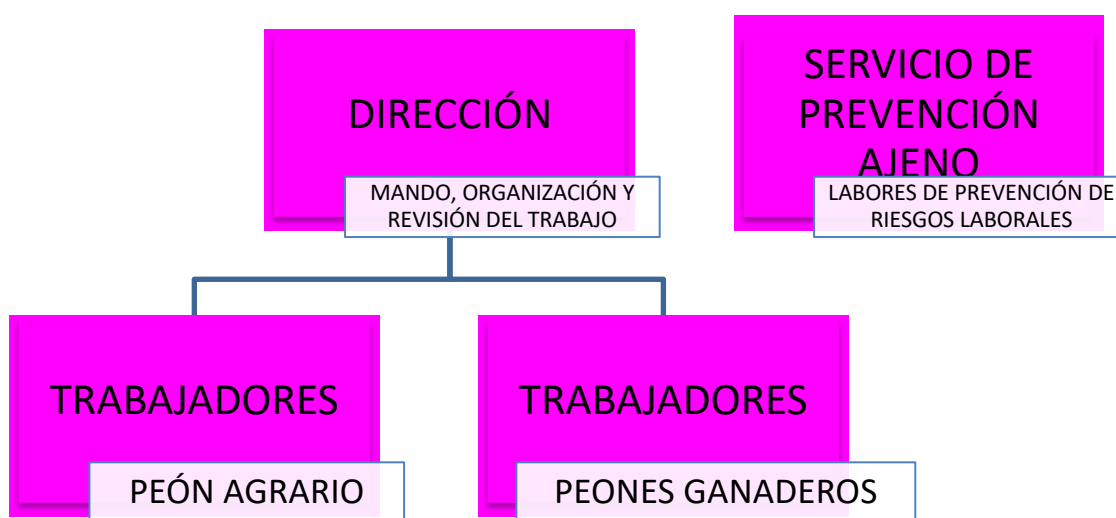 DIRECCIÓN
MANDO, ORGANIZACIÓN Y
REVISIÓN DEL TRABAJO
SERVICIO DE
PREVENCIÓN
AJENO
LABORES DE PREVENCIÓN DE
RIESGOS LABORALES
TRABAJADORES
PEÓN AGRARIO
TRABAJADORES
PEONES GANADEROS